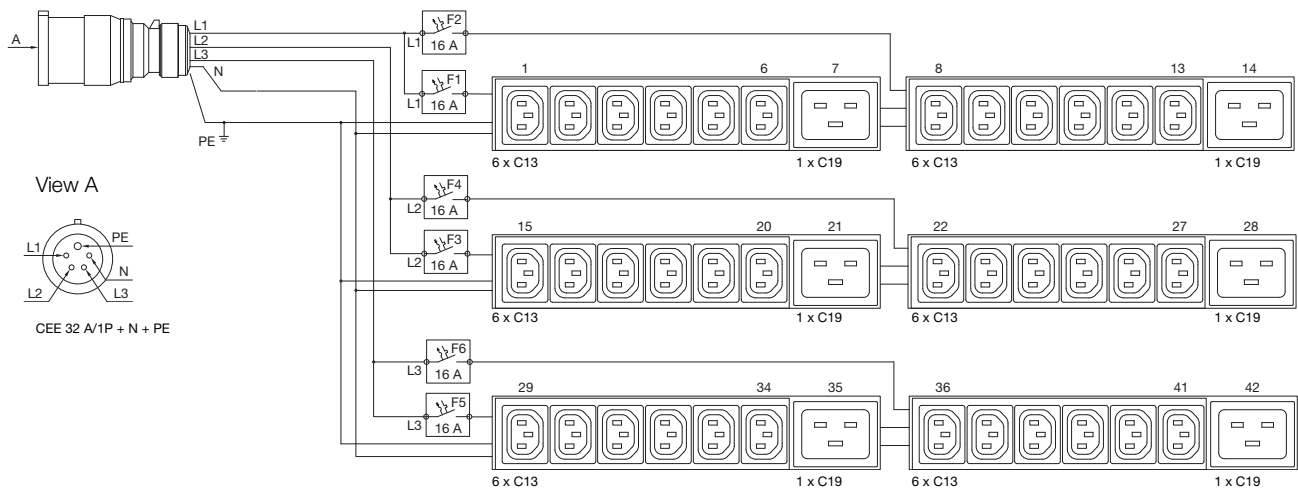 A
L1
L2
L3
N
PE
L1
F2
16 A
L1
F1
16 A
1 6 7 8 13 14
6 x C13 1 x C19 6 x C13 1 x C19
View A
L1
PE
N
L2
L3
CEE 32 A/1P + N + PE
L2
F4
16 A
L2
F3
16 A
15 20 21 22 27 28
6 x C13 1 x C19 6 x C13 1 x C19
L3
F6
16 A
L3
F5
16 A
29 34 35 36 41 42
6 x C13 1 x C19 6 x C13 1 x C19